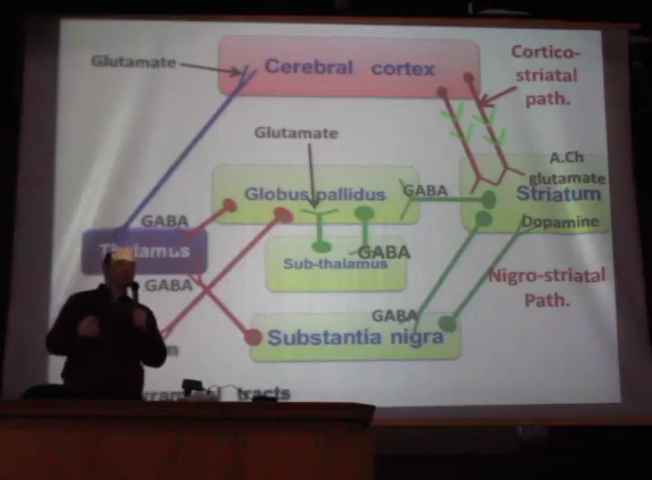 Glutamate
Cerebral cortex
Cortico-
striatal
path.
Glutamate
A.Ch
glutamate
Globus pallidus
GABA
Striatum
GABA
Dopamine
Thalamus
GABA
Sub-thalamus
Nigro-striatal
Path.
GABA
GABA
Substantia nigra
tracts